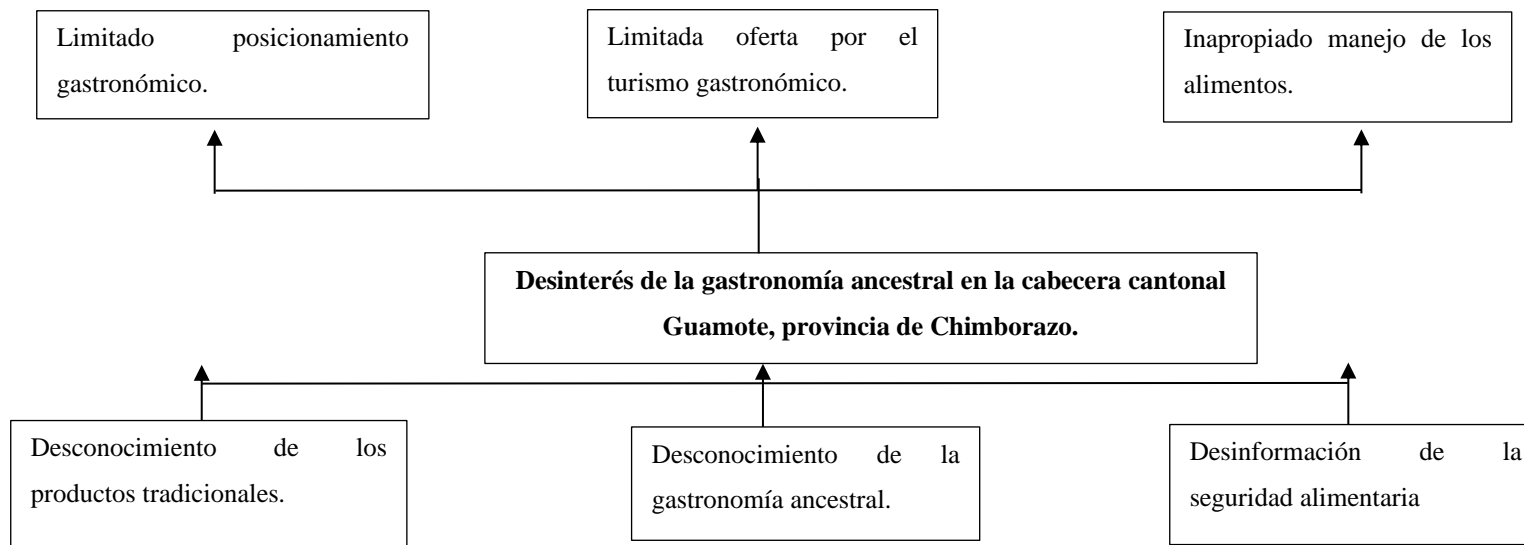 Limitado posicionamiento
gastronómico.
Limitada oferta por el
turismo gastronómico.
Inapropiado manejo de los
alimentos.
Desinterés de la gastronomía ancestral en la cabecera cantonal
Guamote, provincia de Chimborazo.
Desconocimiento de los
productos tradicionales.
Desconocimiento de la
gastronomía ancestral.
Desinformación de la
seguridad alimentaria